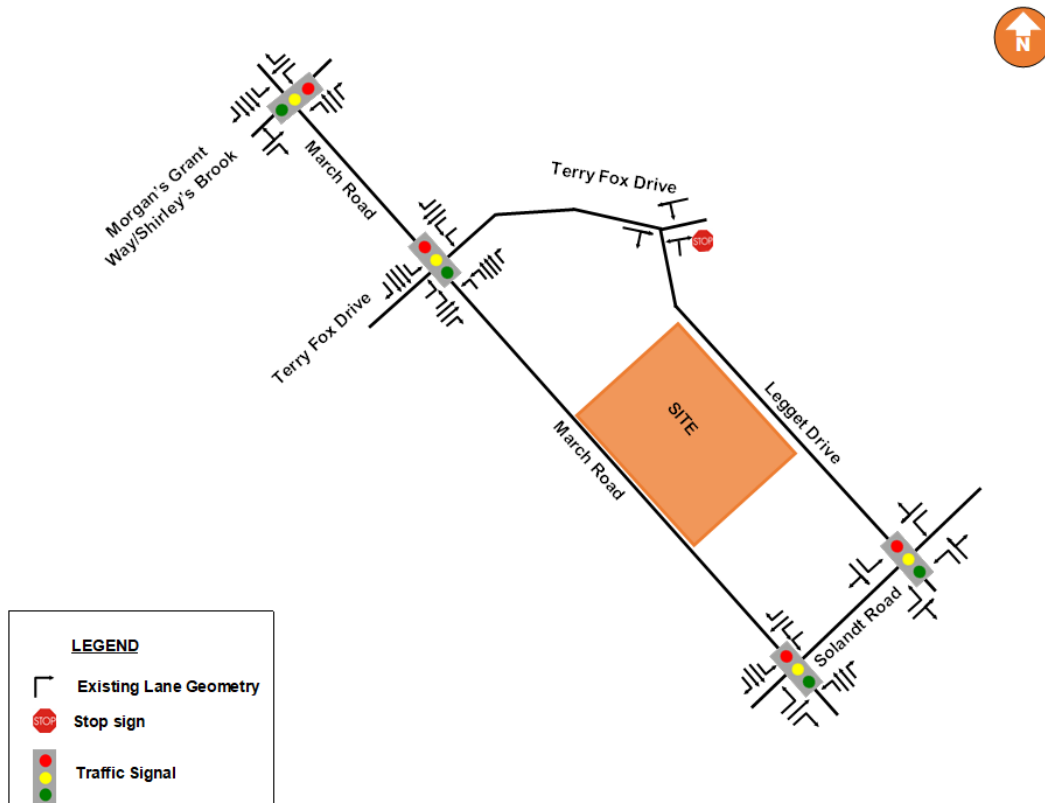 N
Morgan's Grant
Way/Shirley's Brook
March Road
Terry Fox Drive
Terry Fox Drive
STOP
SITE
Legget Drive
March Road
Solandt Road
LEGEND
Existing Lane Geometry
STOP
Stop sign
Traffic Signal